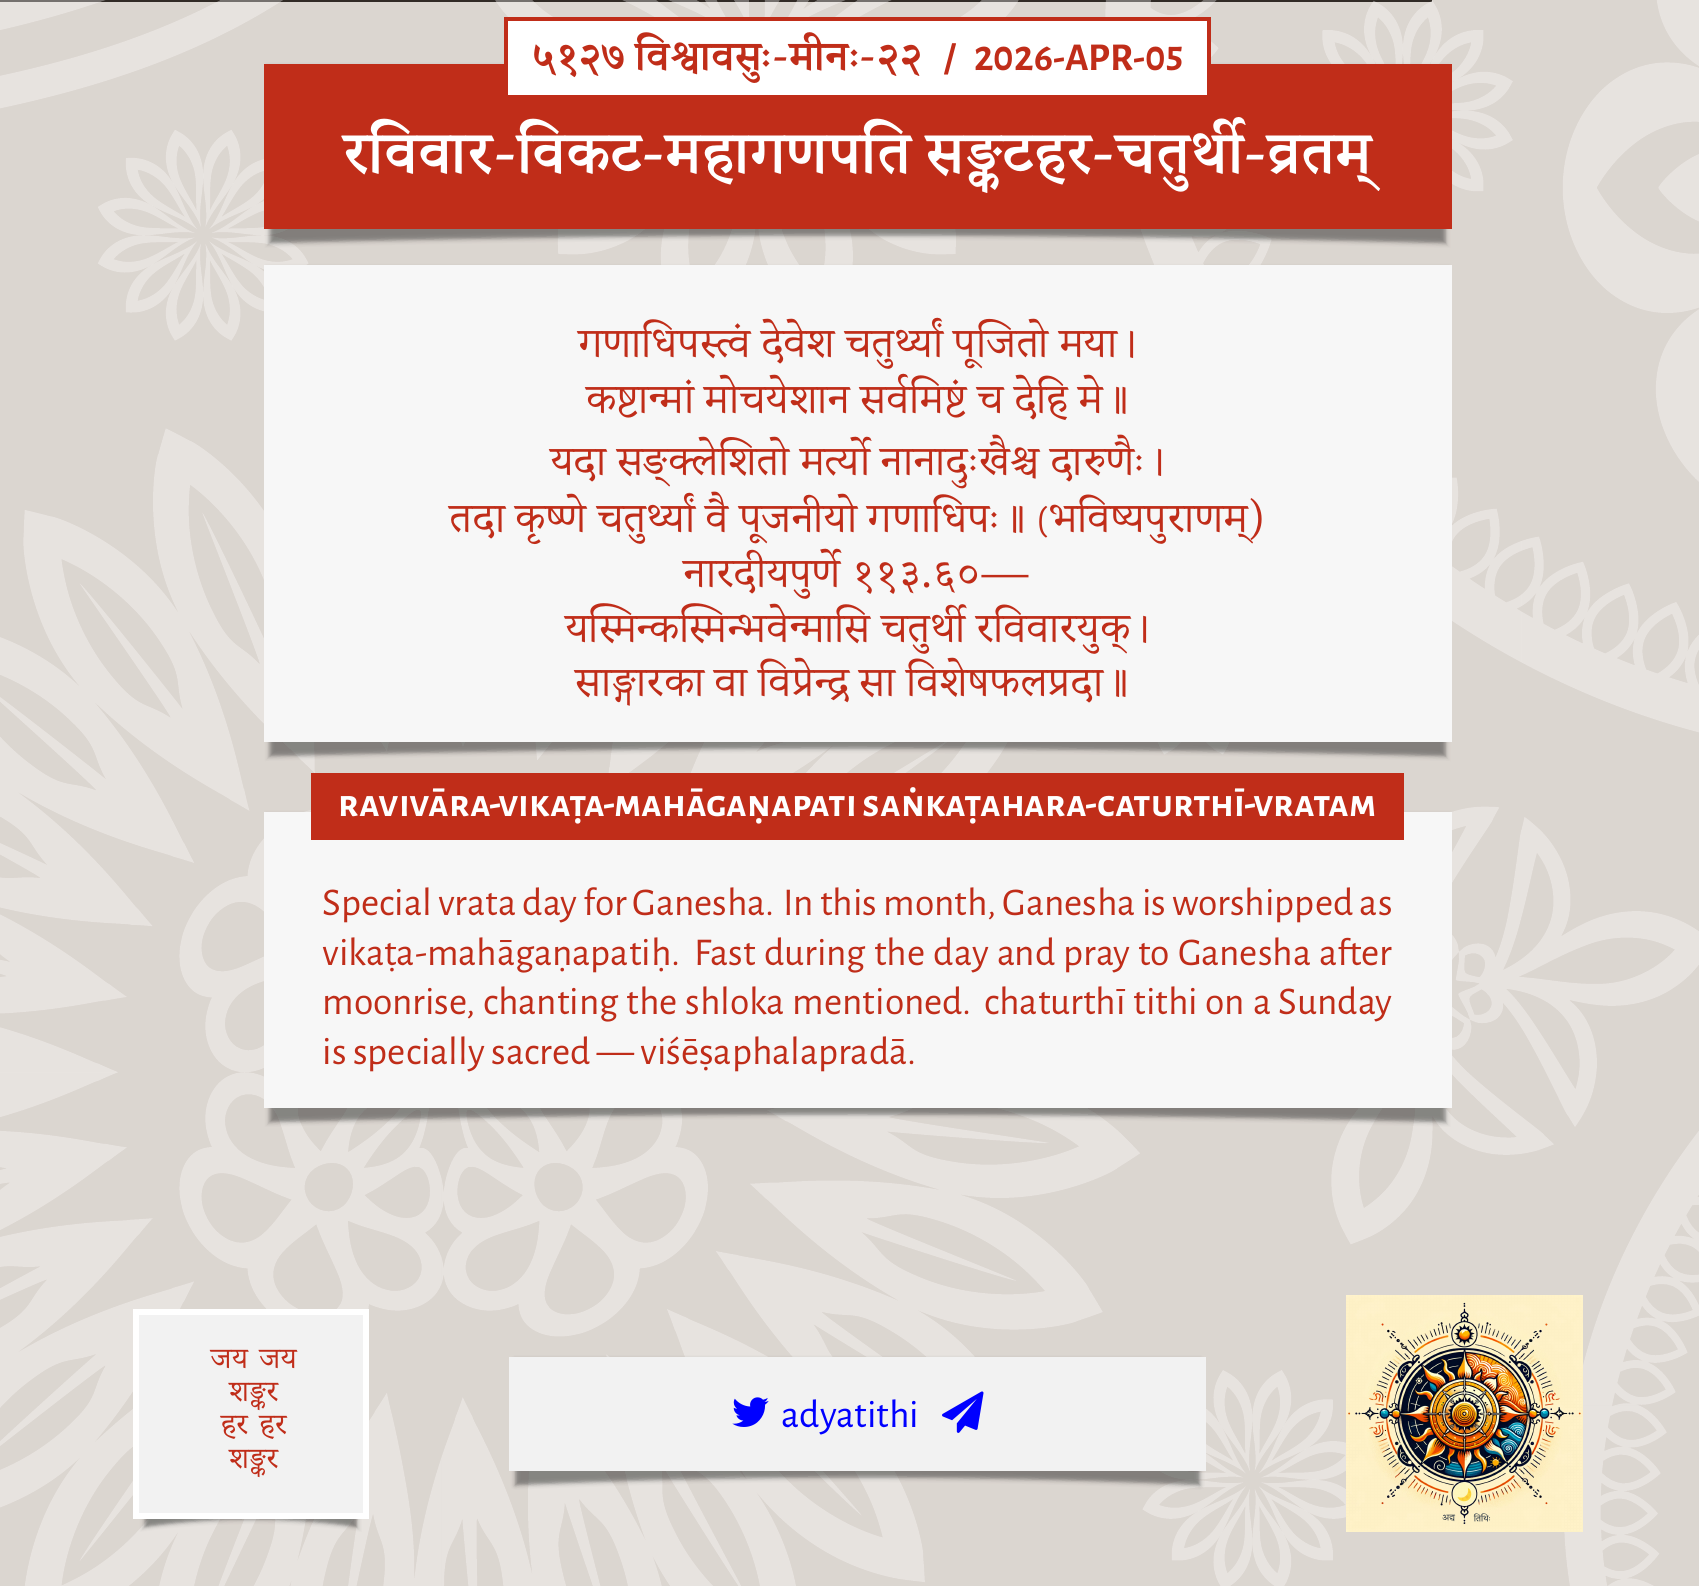 ५१२७ विश्वावसुः-मीनः-२२ / 2026-APR-05
रविवार-विकट-महागणपति सङ्कटहर-चतुर्थी-व्रतम्
गणाधिपस्त्वं देवेश चतुर्थ्यां पूजितो मया।
कष्टान्मां मोचयेशान सर्वमिष्टं च देहि मे॥
यदा सङ्क्लेशितो मर्त्यो नानादुःखैश्च दारुणैः।
तदा कृष्णे चतुर्थ्यां वै पूजनीयो गणाधिपः॥ (भविष्यपुराणम्)
नारदीयपुर्णे ११३.६०—
यस्मिन्कस्मिन्भवेन्मासि चतुर्थी रविवारयुक्।
साङ्गारका वा विप्रेन्द्र सा विशेषफलप्रदा॥
RAVIVĀRA-VIKAṬA-MAHĀGAṆAPATI SAṄKAṬAHARA-CATURTHĪ-VRATAM
Special vrata day for Ganesha. In this month, Ganesha is worshipped as
vikaṭa-mahāgaṇapatiḥ. Fast during the day and pray to Ganesha after
moonrise, chanting the shloka mentioned. chaturthī tithi on a Sunday
is specially sacred — viśēṣaphalapradā.
जय जय
शङ्कर
हर हर
शङ्कर
adyatithi
अद्य तिथिः